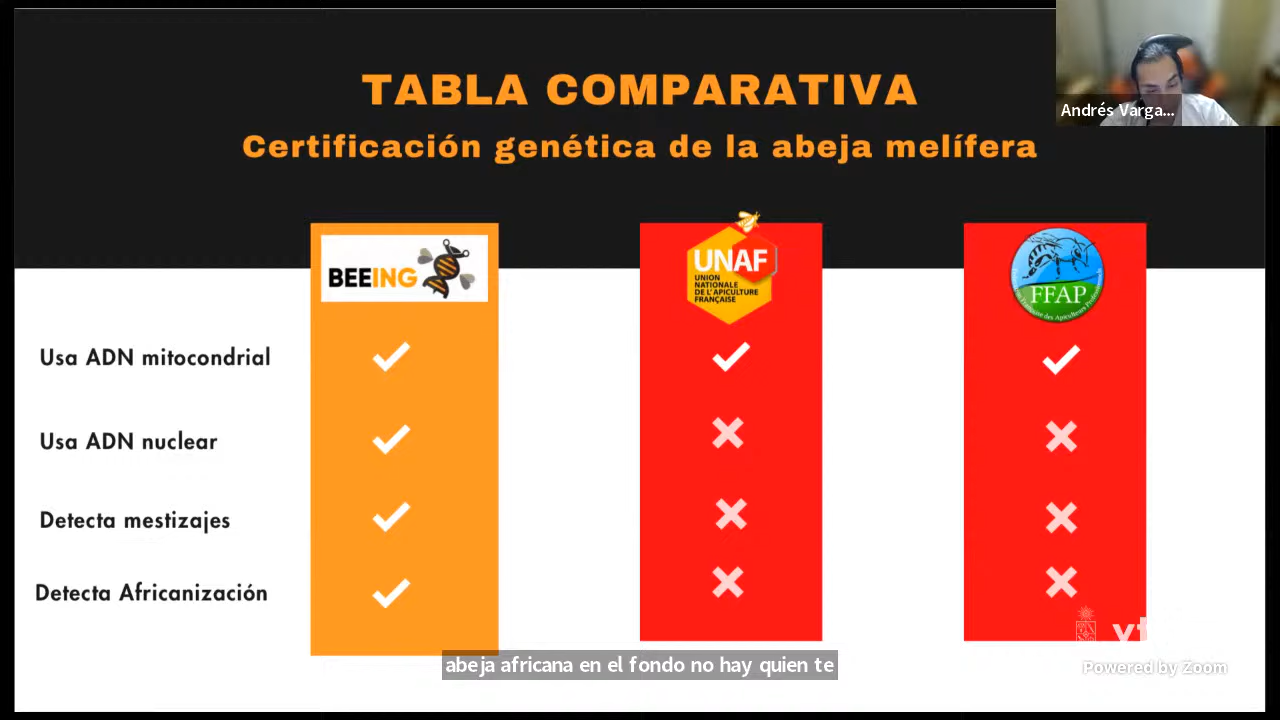 TABLA COMPARATIVA
Certificación genética de la abeja melífera
Andrés Varga...
BEEING
UNAF
UNION
NATIONALE
DE L'APICULTURE
FRANÇAISE
FFAP
Usa ADN mitocondrial
Usa ADN nuclear
Detecta mestizajes
Detecta Africanización
abeja africana en el fondo no hay quien te
Powered by Zoom